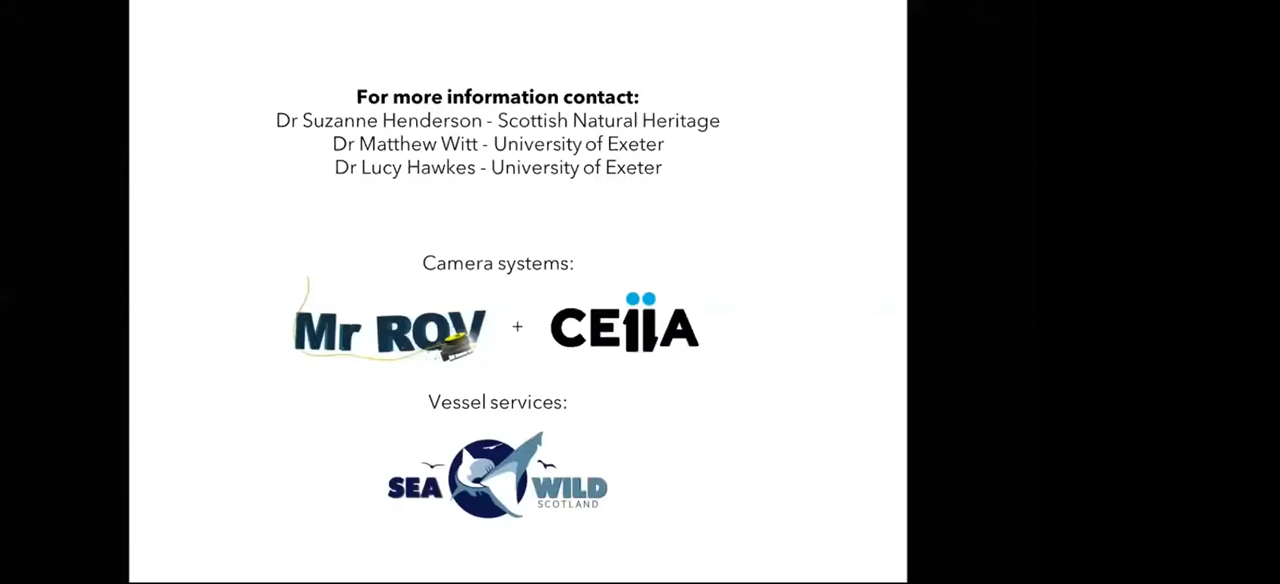 For more information contact:
Dr Suzanne Henderson - Scottish Natural Heritage
Dr Matthew Witt - University of Exeter
Dr Lucy Hawkes - University of Exeter
Camera systems:
Mr ROV + CEiiA
Vessel services:
SEA WILD
SCOTLAND